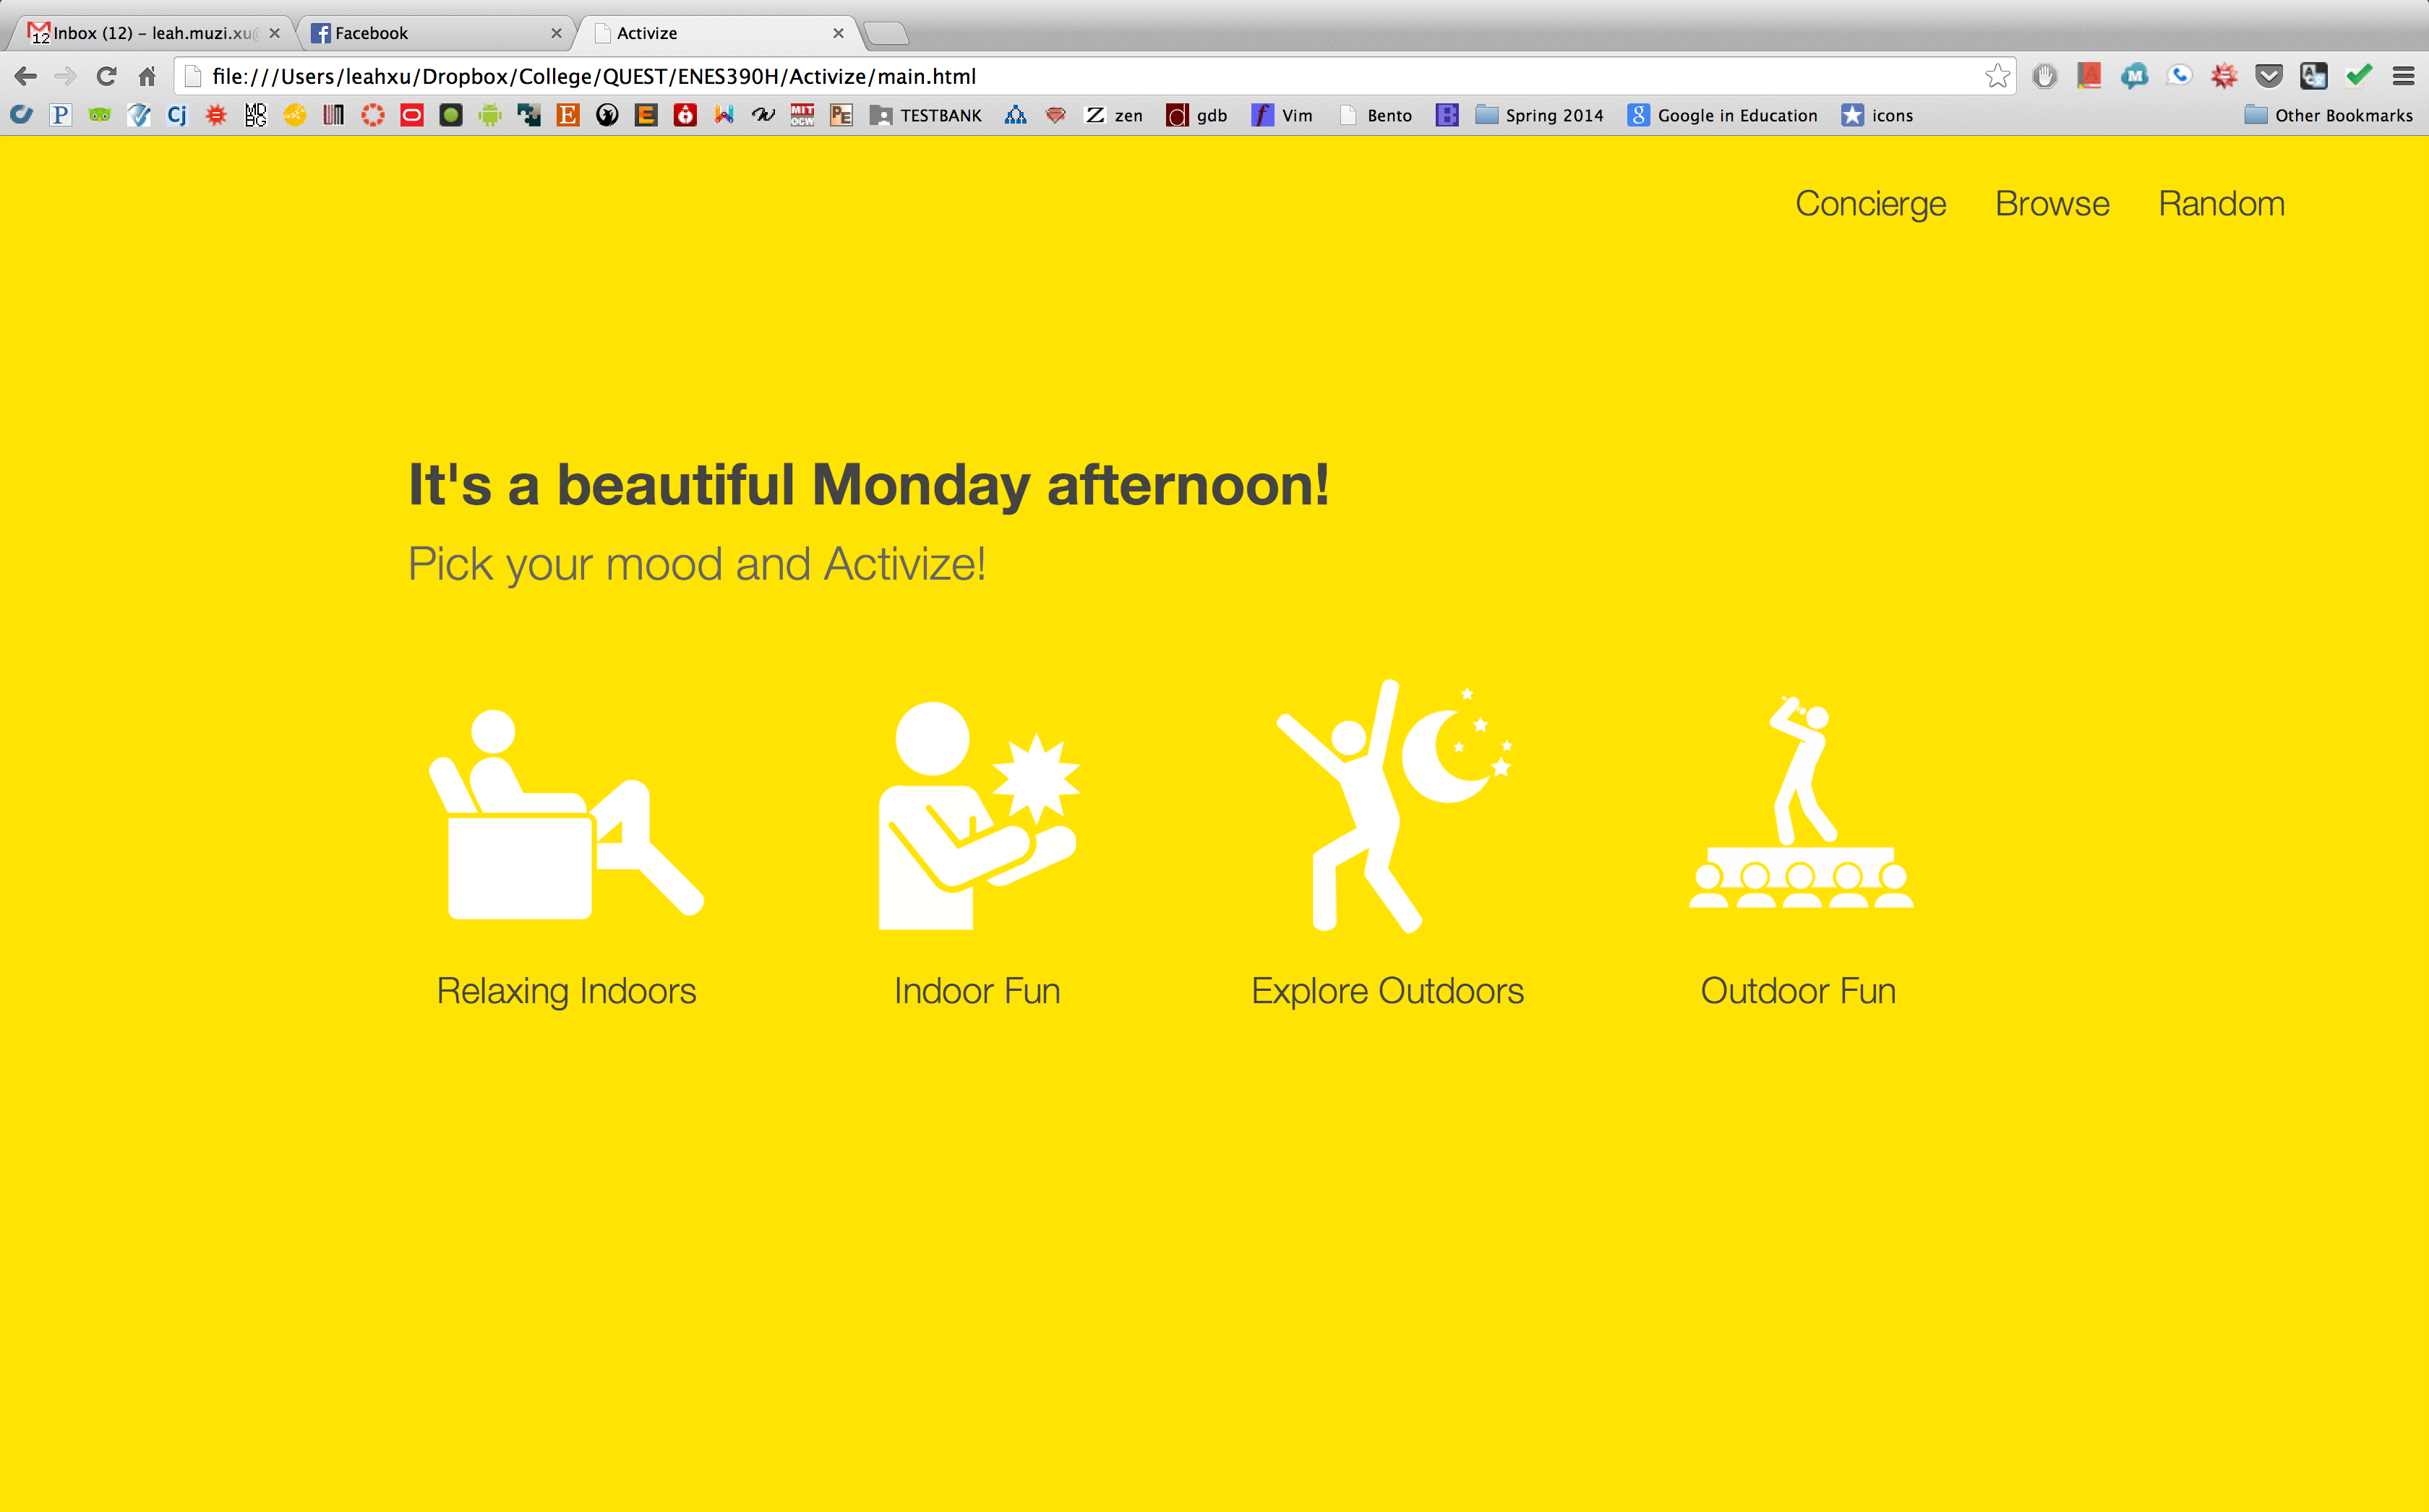 Inbox (12) – leah.muzi.xu@
Facebook
Activize
file:///Users/leahxu/Dropbox/College/QUEST/ENES390H/Activize/main.html
TESTBANK zen gdb Vim Bento Spring 2014 Google in Education icons Other Bookmarks
Concierge Browse Random
It's a beautiful Monday afternoon!
Pick your mood and Activize!
Relaxing Indoors Indoor Fun Explore Outdoors Outdoor Fun